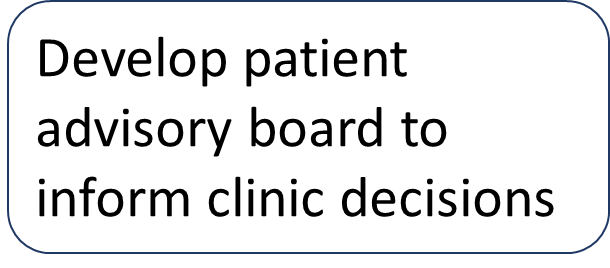 Develop patient
advisory board to
inform clinic decisions